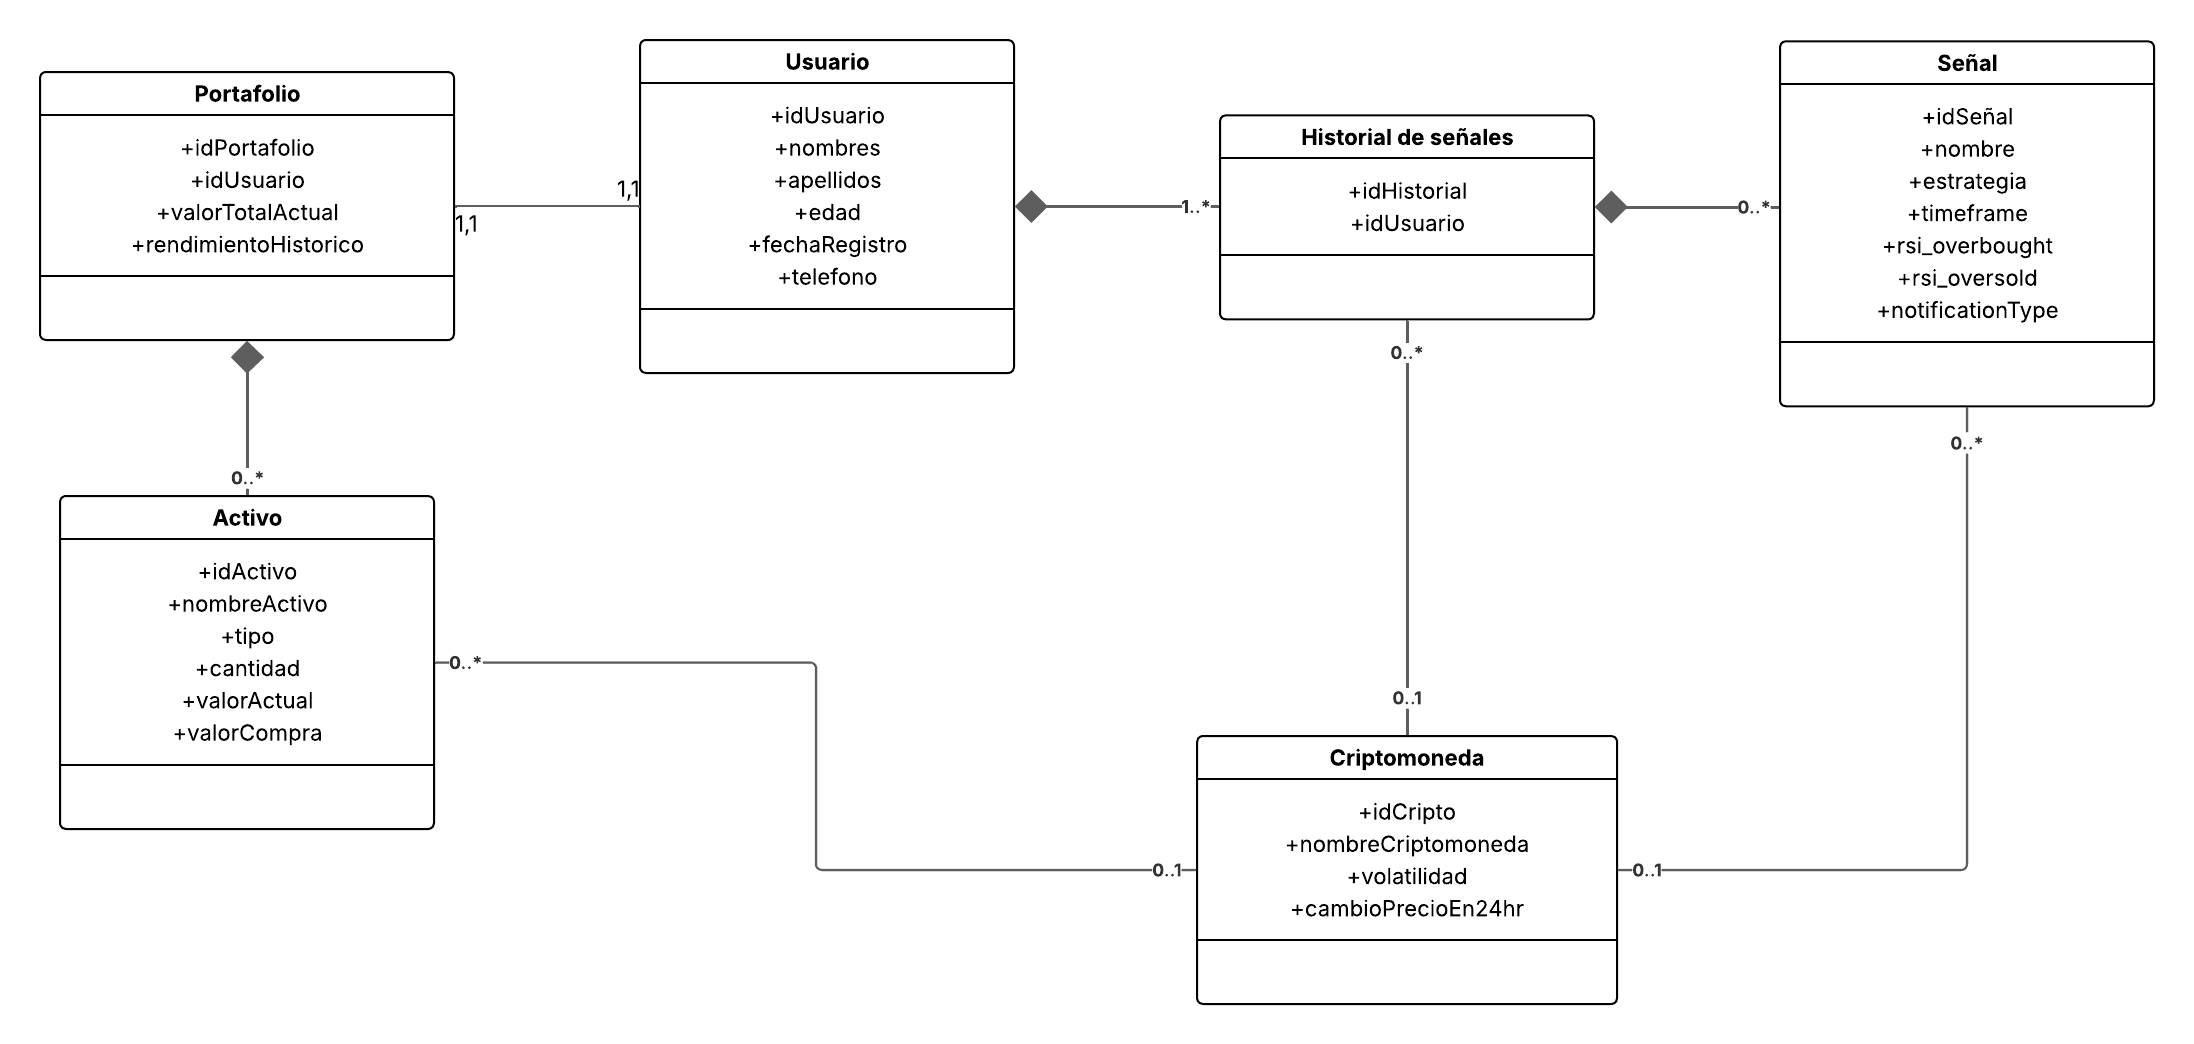 Portafolio
+idPortafolio
+idUsuario
+valorTotalActual
+rendimientoHistorico
1,1
1,1
Usuario
+idUsuario
+nombres
+apellidos
+edad
+fechaRegistro
+telefono
1..*
Historial de señales
+idHistorial
+idUsuario
0..*
Señal
+idSeñal
+nombre
+estrategia
+timeframe
+rsi_overbought
+rsi_oversold
+notificationType
0..*
0..*
0..*
Activo
+idActivo
+nombreActivo
+tipo
+cantidad
+valorActual
+valorCompra
0..*
0..1
0..1
0..1
Criptomoneda
+idCripto
+nombreCriptomoneda
+volatilidad
+cambioPrecioEn24hr